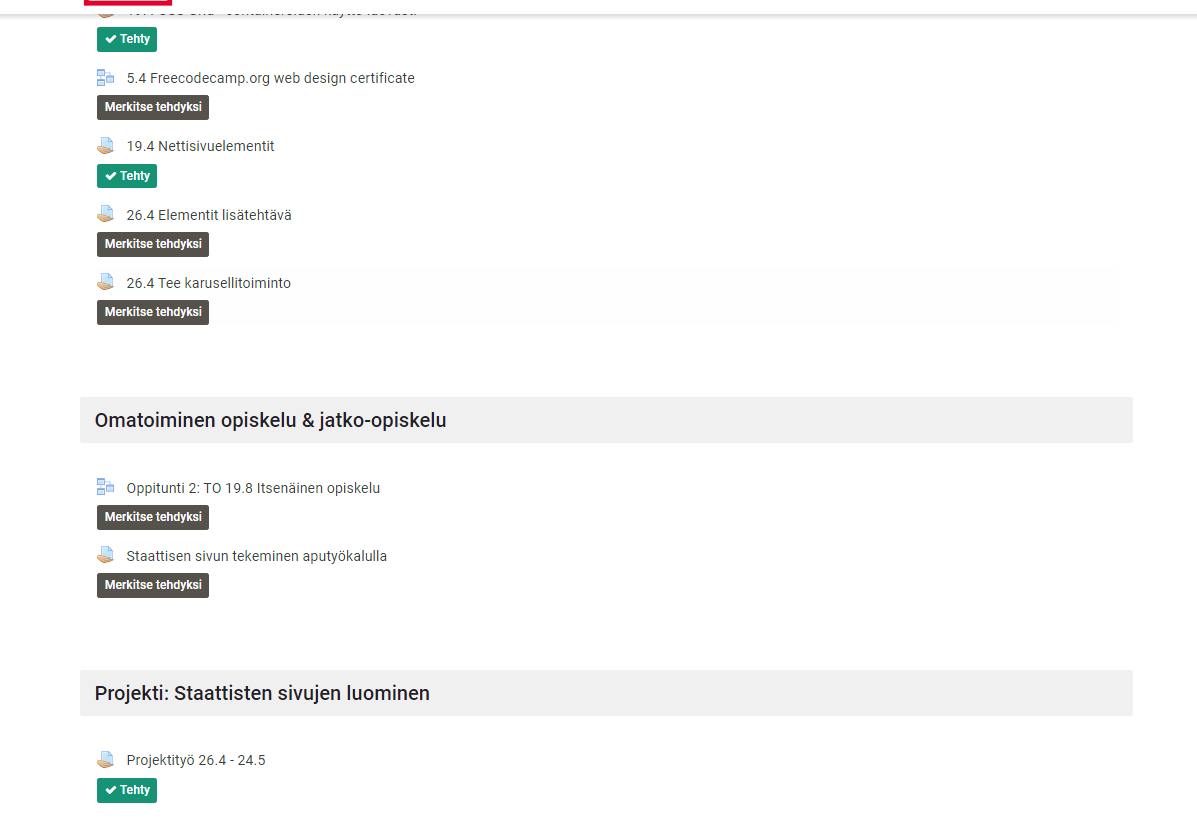 Tehty
5.4 Freecodecamp.org web design certificate
Merkitse tehdyksi
19.4 Nettisivuelementit
Tehty
26.4 Elementit lisätehtävä
Merkitse tehdyksi
26.4 Tee karusellitoiminto
Merkitse tehdyksi
Omatoiminen opiskelu & jatko-opiskelu
Oppitunti 2: TO 19.8 Itsenäinen opiskelu
Merkitse tehdyksi
Staattisen sivun tekeminen aputyökalulla
Merkitse tehdyksi
Projekti: Staattisten sivujen luominen
Projektityö 26.4 - 24.5
Tehty